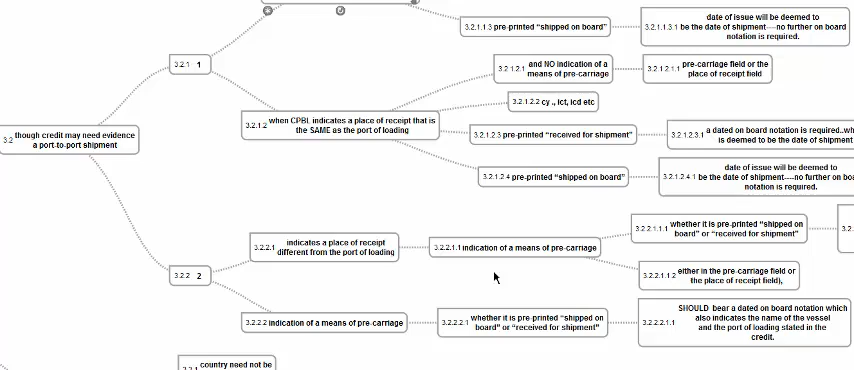 3.2.1.1.3 pre-printed “shipped on board”
3.2.1.1.3.1 date of issue will be deemed to
be the date of shipment----no further on board
notation is required.
3.2.1 1
3.2.1.2.1 and NO indication of a
means of pre-carriage
3.2.1.2.1.1 pre-carriage field or the
place of receipt field
3.2.1.2.2 cy ., ict, icd etc
3.2.1.2 when CPBL indicates a place of receipt that is
the SAME as the port of loading
3.2.1.2.3 pre-printed “received for shipment”
3.2.1.2.3.1 a dated on board notation is required..wh
is deemed to be the date of shipment
3.2 though credit may need evidence
a port-to-port shipment
3.2.1.2.4 pre-printed “shipped on board”
3.2.1.2.4.1 date of issue will be deemed to
be the date of shipment----no further on boa
notation is required.
3.2.2.1 indicates a place of receipt
different from the port of loading
3.2.2.1.1 indication of a means of pre-carriage
3.2.2.1.1.1 whether it is pre-printed “shipped on
board” or “received for shipment”
3.2.
3.2.2 2
3.2.2.1.1.2 either in the pre-carriage field or
the place of receipt field),
3.2.2.2 indication of a means of pre-carriage
3.2.2.2.1 whether it is pre-printed “shipped on
board” or “received for shipment”
3.2.2.2.1.1 SHOULD bear a dated on board notation which
also indicates the name of the vessel
and the port of loading stated in the
credit.
country need not be